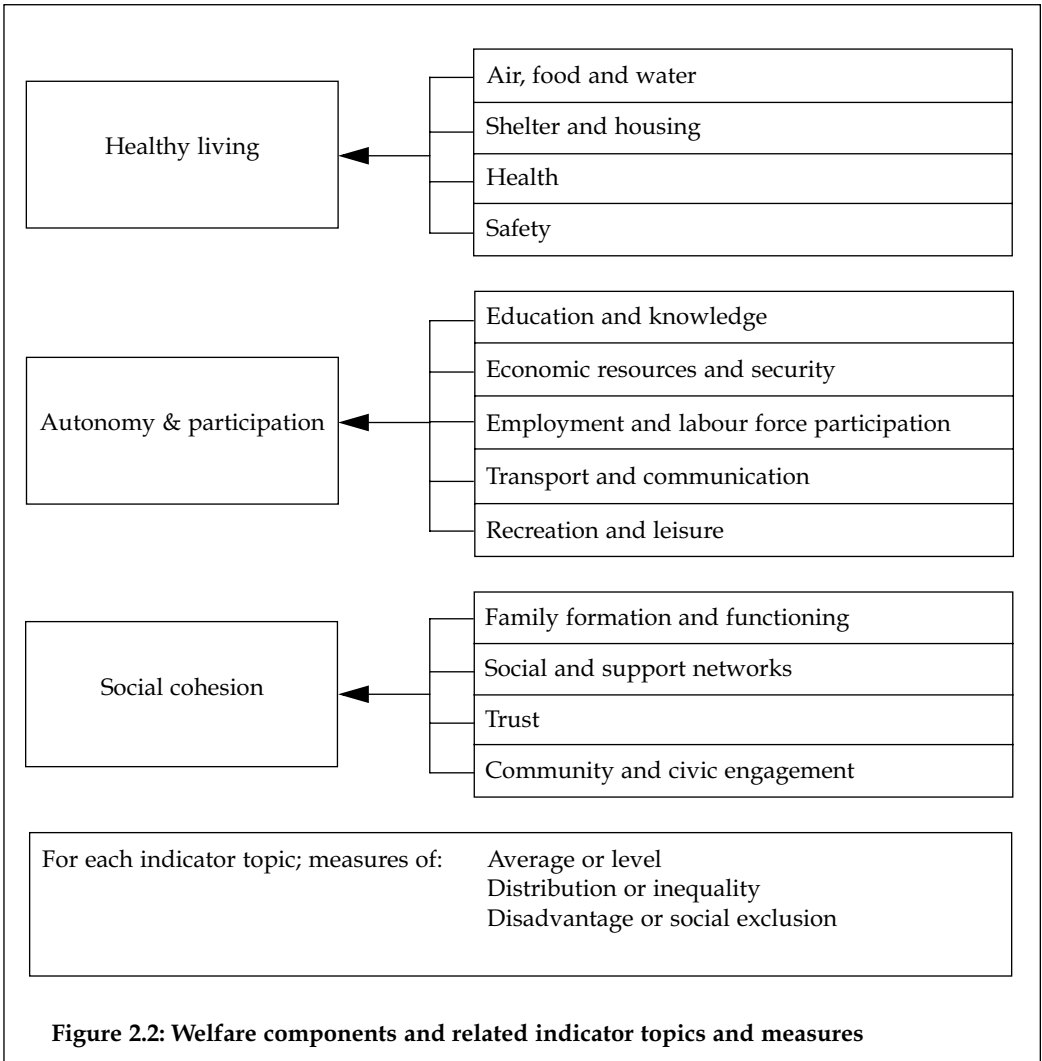 Healthy living
Air, food and water
Shelter and housing
Health
Safety
Autonomy & participation
Education and knowledge
Economic resources and security
Employment and labour force participation
Transport and communication
Recreation and leisure
Social cohesion
Family formation and functioning
Social and support networks
Trust
Community and civic engagement
For each indicator topic; measures of: Average or level
Distribution or inequality
Disadvantage or social exclusion
Figure 2.2: Welfare components and related indicator topics and measures